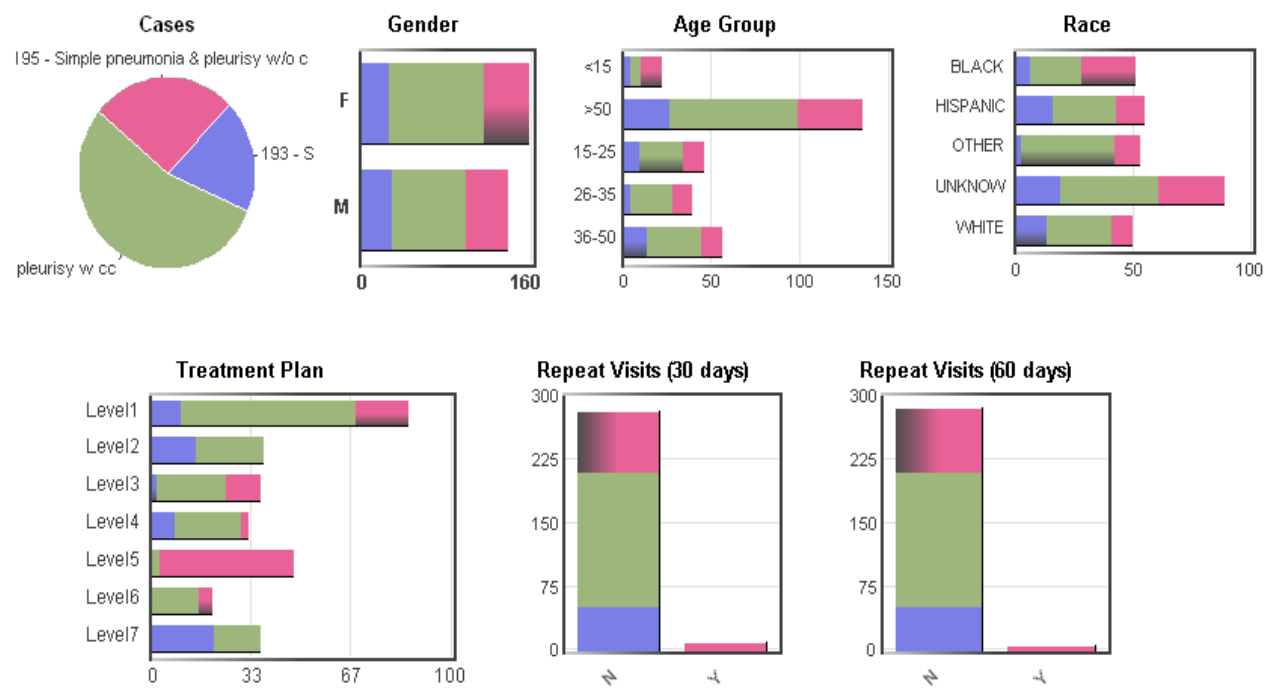 Cases
Gender
Age Group
Race
195 - Simple pneumonia & pleurisy w/o c
193 - S
pleurisy w cc
F
M
0
160
<15
>50
15-25
26-35
36-50
0
50
100
150
BLACK
HISPANIC
OTHER
UNKNOW
WHITE
0
50
100
Treatment Plan
Repeat Visits (30 days)
Repeat Visits (60 days)
Level1
Level2
Level3
Level4
Level5
Level6
Level7
0
33
67
100
300
225
150
75
0
N
Y
300
225
150
75
0
N
Y